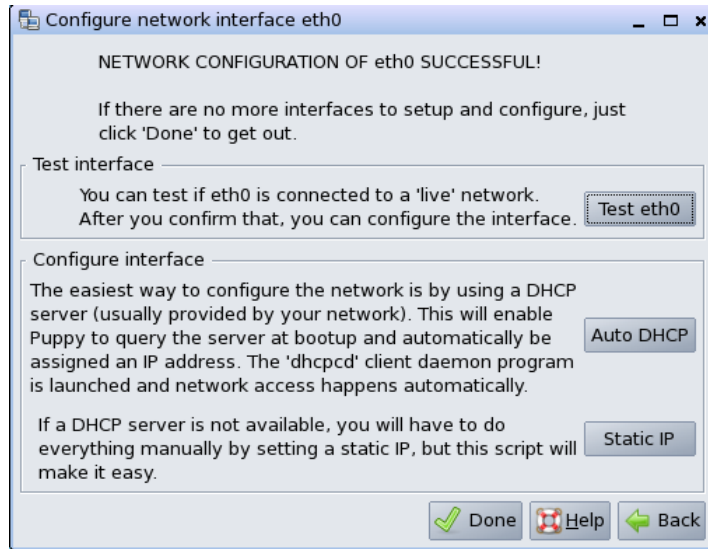 Configure network interface eth0
NETWORK CONFIGURATION OF eth0 SUCCESSFUL!
If there are no more interfaces to setup and configure, just
click 'Done' to get out.
Test interface
You can test if eth0 is connected to a 'live' network.
After you confirm that, you can configure the interface.
Test eth0
Configure interface
The easiest way to configure the network is by using a DHCP
server (usually provided by your network). This will enable
Puppy to query the server at bootup and automatically be
assigned an IP address. The 'dhcpcd' client daemon program
is launched and network access happens automatically.
Auto DHCP
If a DHCP server is not available, you will have to do
everything manually by setting a static IP, but this script will
make it easy.
Static IP
Done
Help
Back